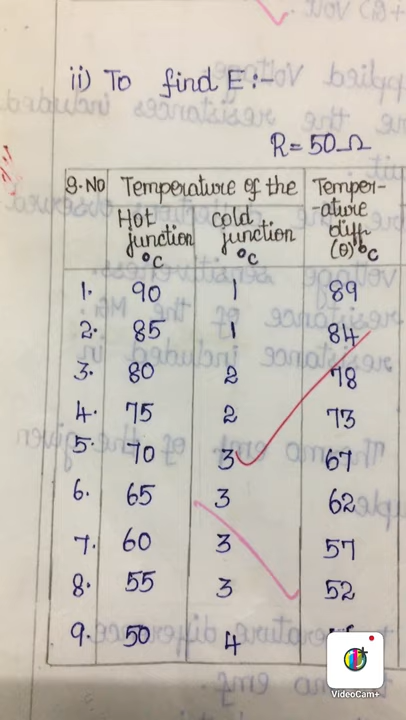 ii) To find E:-
R = 50 Ω
S.No Temperature of the Temper-
-ature
diff
(θ) °C
Hot
junction
°C
cold
junction
°C
1. 90 1 89
2. 85 1 84
3. 80 2 78
4. 75 2 73
5. 70 3 67
6. 65 3 62
7. 60 3 57
8. 55 3 52
9. 50 4
VideoCam+